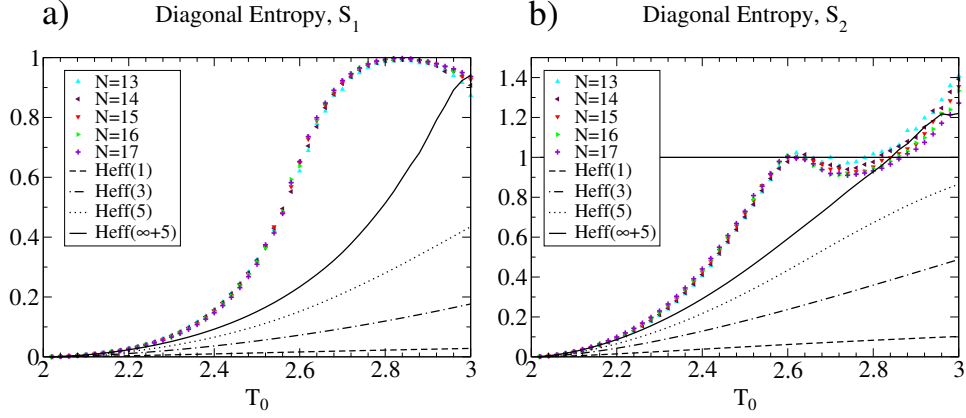 a)
Diagonal Entropy, S1
1
0.8
0.6
0.4
0.2
0
2
2.2
2.4
2.6
2.8
3
T0
N=13
N=14
N=15
N=16
N=17
Heff(1)
Heff(3)
Heff(5)
Heff(∞+5)
b)
Diagonal Entropy, S2
1.4
1.2
1
0.8
0.6
0.4
0.2
0
2
2.2
2.4
2.6
2.8
3
T0
N=13
N=14
N=15
N=16
N=17
Heff(1)
Heff(3)
Heff(5)
Heff(∞+5)